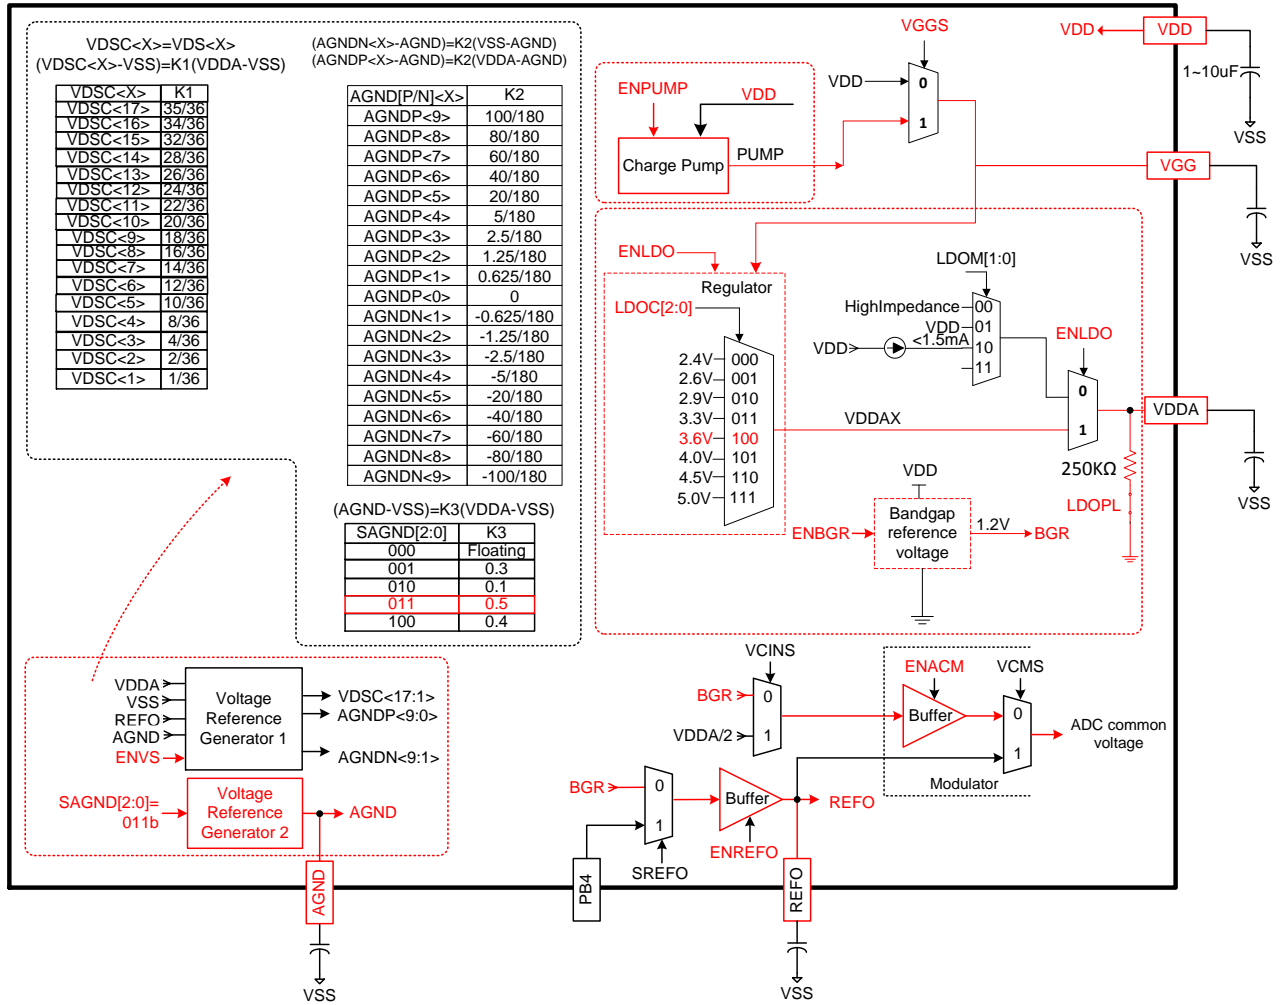 VDSC<X>=VDS<X>
(VDSC<X>-VSS)=K1(VDDA-VSS)
VDSC<X> K1
VDSC<17> 35/36
VDSC<16> 34/36
VDSC<15> 32/36
VDSC<14> 28/36
VDSC<13> 26/36
VDSC<12> 24/36
VDSC<11> 22/36
VDSC<10> 20/36
VDSC<9> 18/36
VDSC<8> 16/36
VDSC<7> 14/36
VDSC<6> 12/36
VDSC<5> 10/36
VDSC<4> 8/36
VDSC<3> 4/36
VDSC<2> 2/36
VDSC<1> 1/36
(AGNDN<X>-AGND)=K2(VSS-AGND)
(AGNDP<X>-AGND)=K2(VDDA-AGND)
AGND[P/N]<X> K2
AGNDP<9> 100/180
AGNDP<8> 80/180
AGNDP<7> 60/180
AGNDP<6> 40/180
AGNDP<5> 20/180
AGNDP<4> 5/180
AGNDP<3> 2.5/180
AGNDP<2> 1.25/180
AGNDP<1> 0.625/180
AGNDP<0> 0
AGNDN<1> -0.625/180
AGNDN<2> -1.25/180
AGNDN<3> -2.5/180
AGNDN<4> -5/180
AGNDN<5> -20/180
AGNDN<6> -40/180
AGNDN<7> -60/180
AGNDN<8> -80/180
AGNDN<9> -100/180
(AGND-VSS)=K3(VDDA-VSS)
SAGND[2:0] K3
000 Floating
001 0.3
010 0.1
011 0.5
100 0.4
ENPUMP
VDD
Charge Pump
PUMP
VGGS
VDD
0
1
VDD
VDD
1~10uF
VSS
VGG
VSS
ENLDO
Regulator
LDOC[2:0]
2.4V 000
2.6V 001
2.9V 010
3.3V 011
3.6V 100
4.0V 101
4.5V 110
5.0V 111
VDDAX
LDOM[1:0]
HighImpedance 00
VDD 01
<1.5mA
VDD 10
11
ENLDO
0
1
VDDA
VSS
250KΩ
LDOPL
VDD
ENBGR
Bandgap
reference
voltage
1.2V
BGR
VDDA
VSS
REFO
AGND
ENVS
Voltage
Reference
Generator 1
VDSC<17:1>
AGNDP<9:0>
AGNDN<9:1>
SAGND[2:0]=
011b
Voltage
Reference
Generator 2
AGND
AGND
VSS
VCINS
BGR 0
VDDA/2 1
ENACM
Buffer
VCMS
0
1
ADC common
voltage
Modulator
BGR
0
1
SREFO
PB4
Buffer
ENREFO
REFO
REFO
VSS